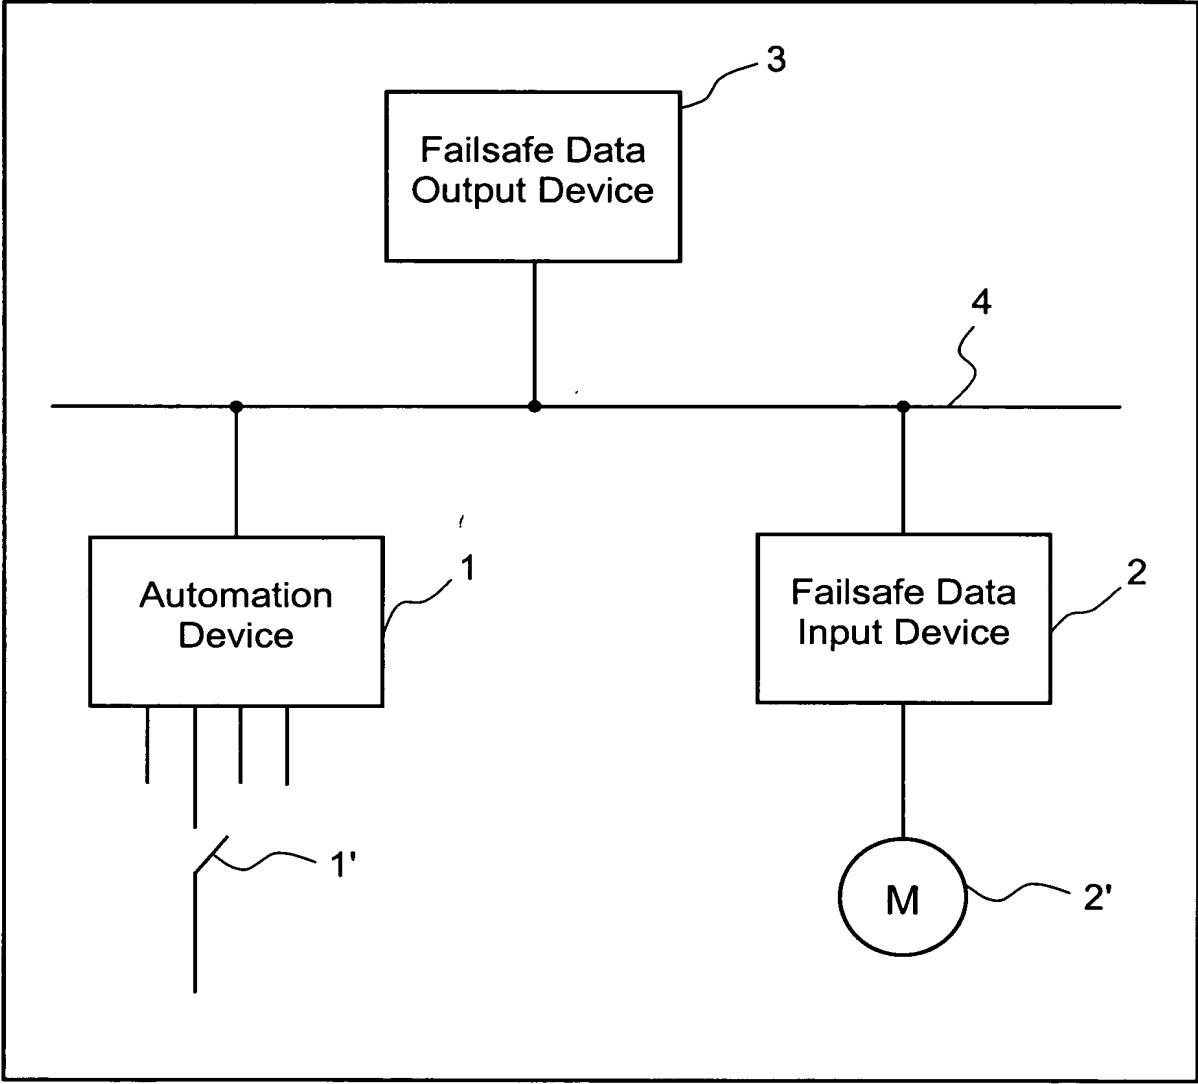 3
Failsafe Data
Output Device
4
1
Automation
Device
2
Failsafe Data
Input Device
1'
M
2'